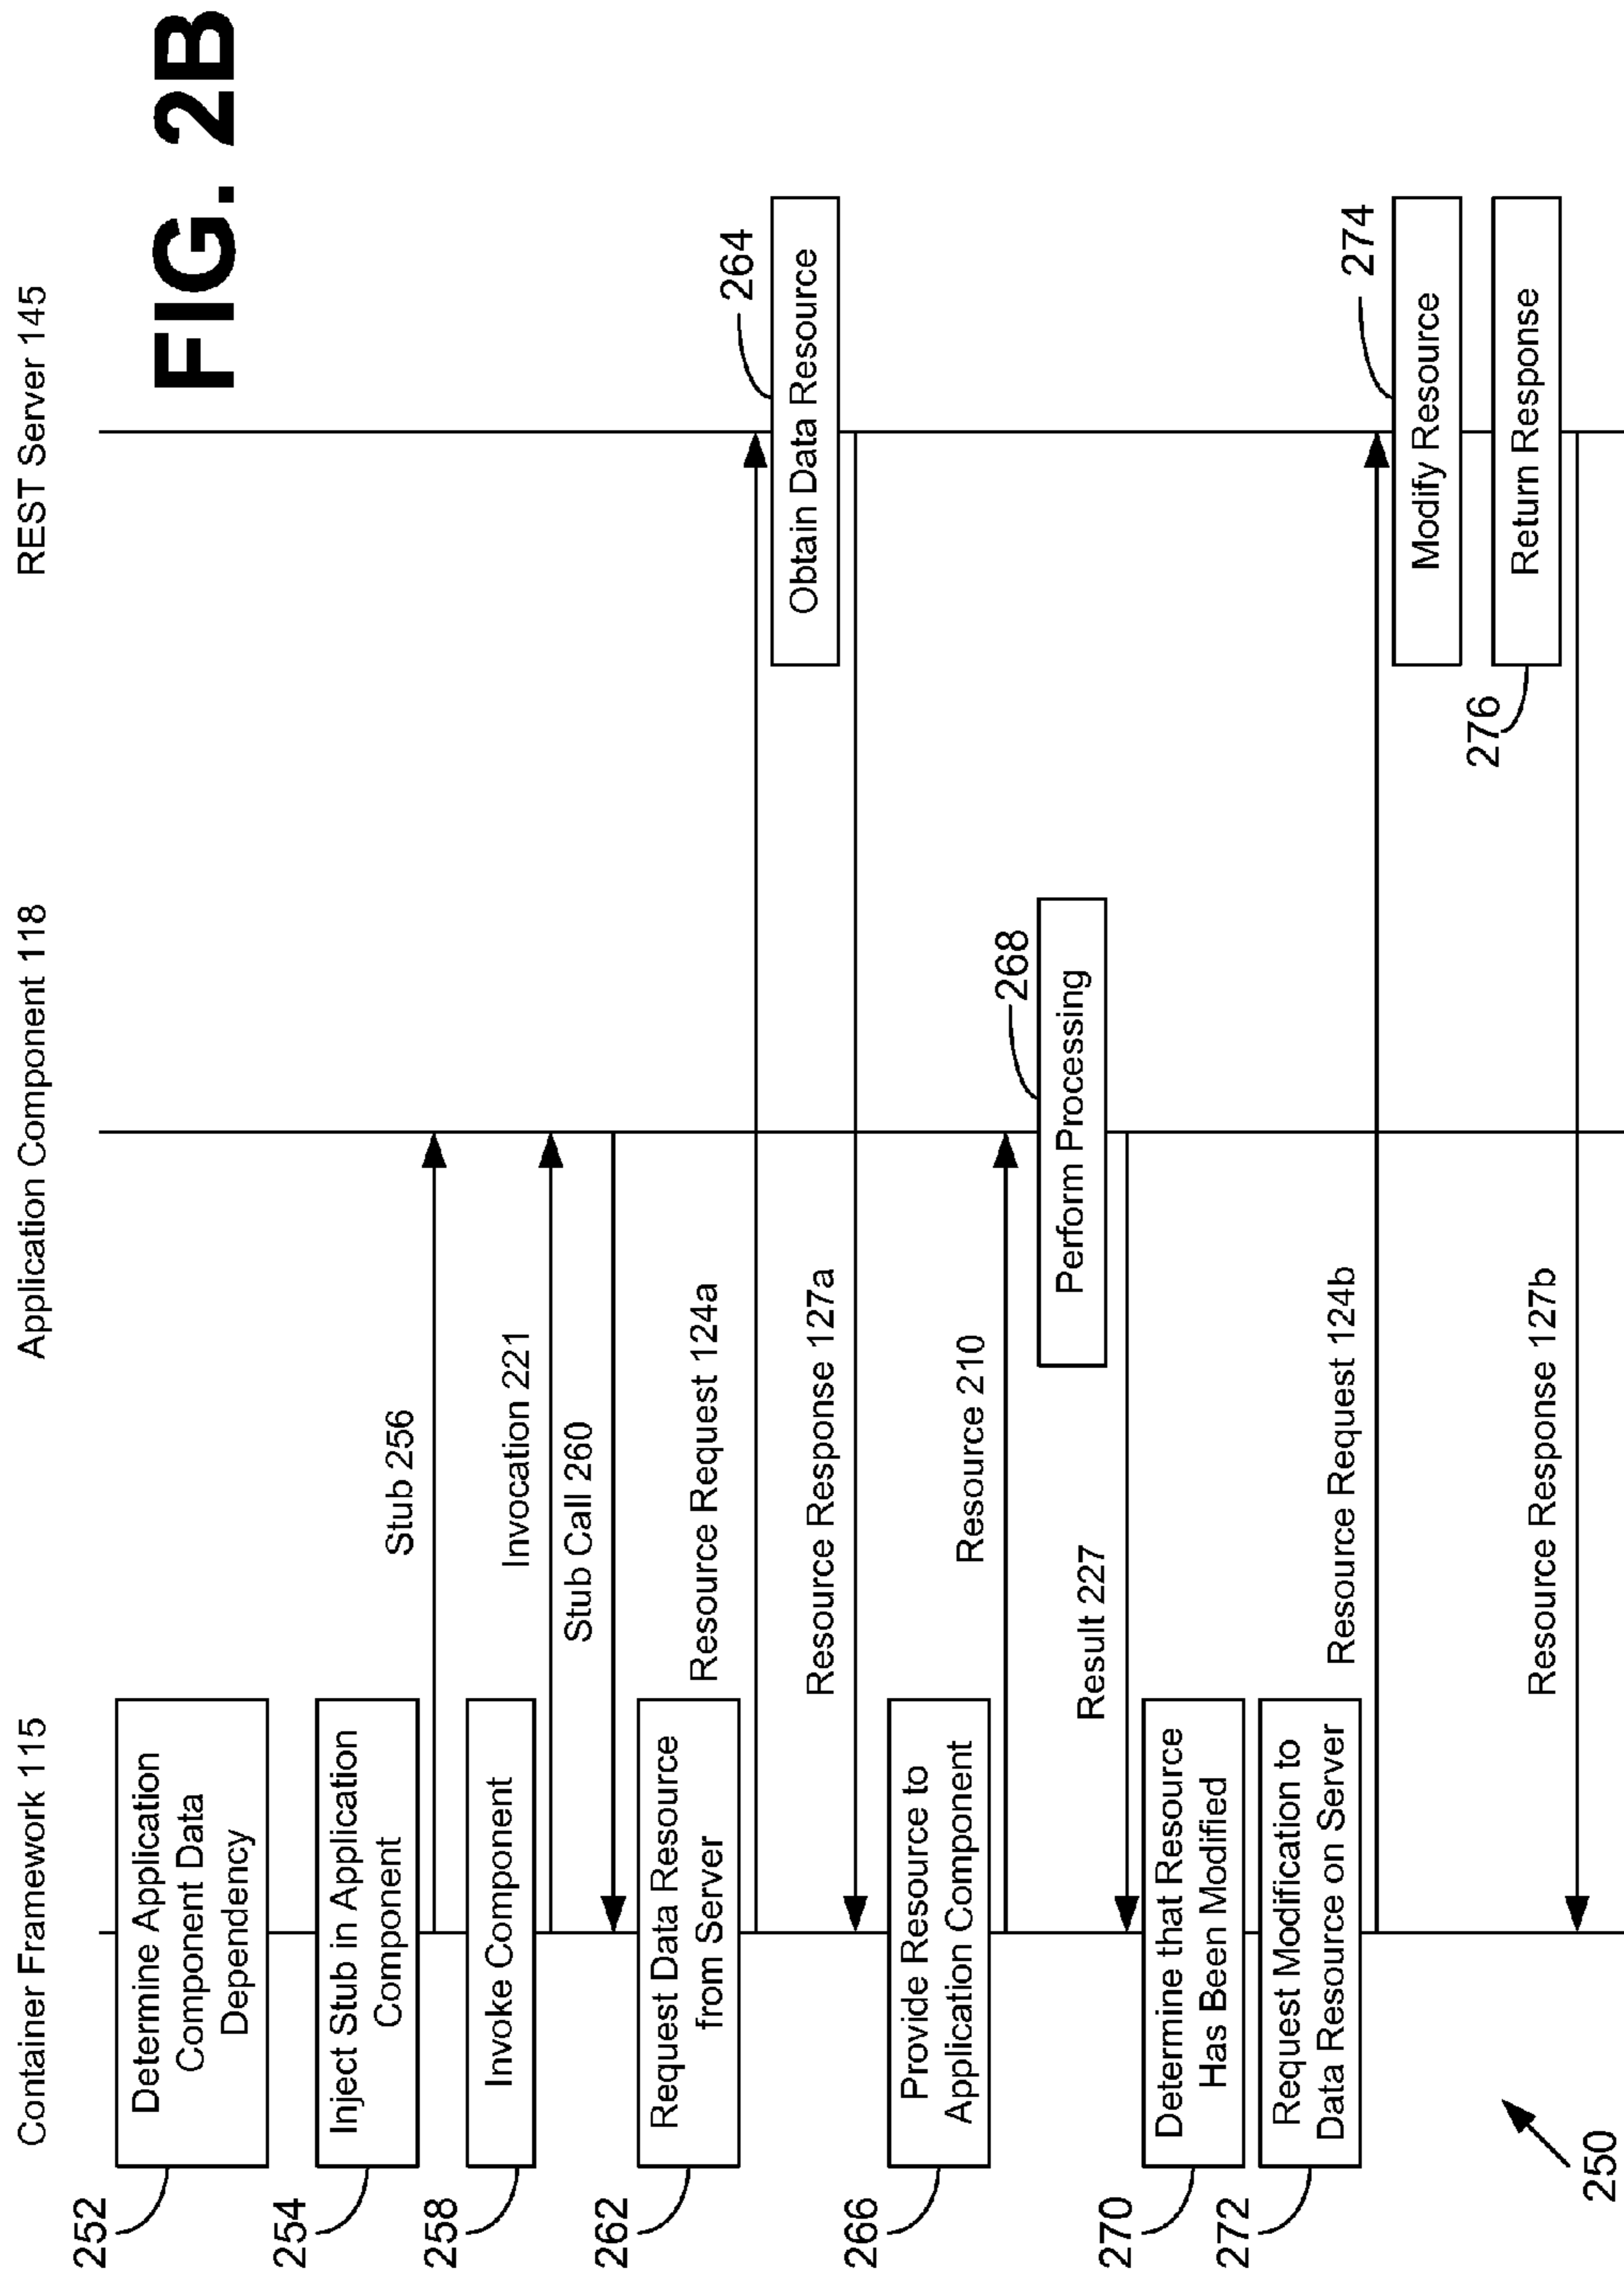 Container Framework 115
Application Component 118
REST Server 145
FIG. 2B
252
Determine Application
Component Data
Dependency
254
Inject Stub in Application
Component
Stub 256
258
Invoke Component
Invocation 221
Stub Call 260
262
Request Data Resource
from Server
Resource Request 124a
264
Obtain Data Resource
Resource Response 127a
266
Provide Resource to
Application Component
Resource 210
268
Perform Processing
Result 227
270
Determine that Resource
Has Been Modified
272
Request Modification to
Data Resource on Server
Resource Request 124b
274
Modify Resource
276
Return Response
Resource Response 127b
250